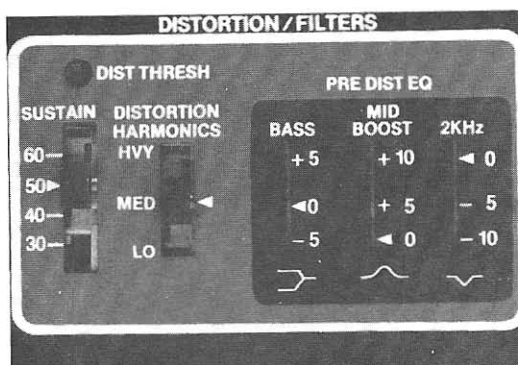 DISTORTION/FILTERS
DIST THRESH
PRE DIST EQ
SUSTAIN
60
50
40
30
DISTORTION
HARMONICS
HVY
MED
LO
BASS
+5
0
-5
MID
BOOST
+10
+5
0
2KHz
0
-5
-10